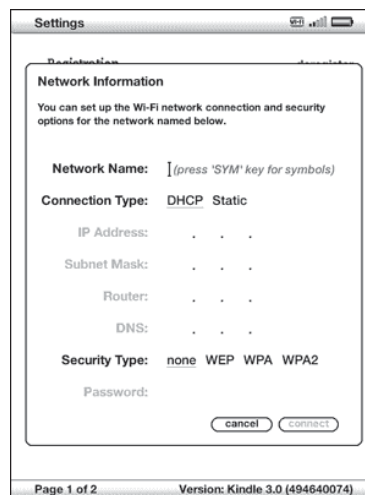 Settings
Registration deregister
Network Information
You can set up the Wi-Fi network connection and security
options for the network named below.
Network Name: (press 'SYM' key for symbols)
Connection Type: DHCP Static
IP Address: . . .
Subnet Mask: . . .
Router: . . .
DNS: . . .
Security Type: none WEP WPA WPA2
Password:
cancel connect
Page 1 of 2 Version: Kindle 3.0 (494640074)